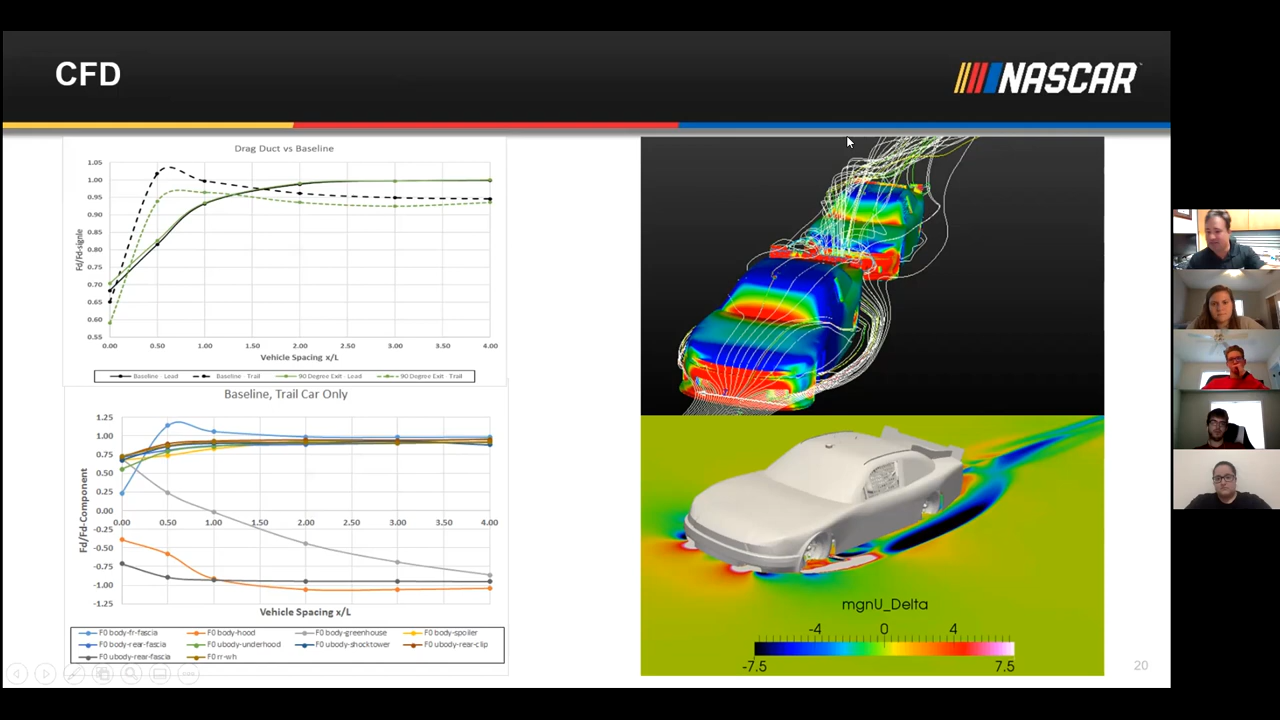 CFD
NASCAR
Drag Duct vs Baseline
1.05
1.00
0.95
0.90
0.85
0.80
0.75
0.70
0.65
0.60
0.55
Fd/Fd-signle
0.00 0.50 1.00 1.50 2.00 2.50 3.00 3.50 4.00
Vehicle Spacing x/L
Baseline - Lead Baseline - Trail 90 Degree Exit - Lead 90 Degree Exit - Trail
Baseline, Trail Car Only
1.25
1.00
0.75
0.50
0.25
0.00
-0.25
-0.50
-0.75
-1.00
-1.25
Fd/Fd-Component
0.00 0.50 1.00 1.50 2.00 2.50 3.00 3.50 4.00
Vehicle Spacing x/L
F0 body-fr-fascia F0 body-hood F0 body-greenhouse F0 body-spoiler
F0 body-rear-fascia F0 ubody-underhood F0 ubody-shocktower F0 ubody-rear-clip
F0 ubody-rear-fascia F0 rr-wh
mgnU_Delta
-4 0 4
-7.5 7.5
20